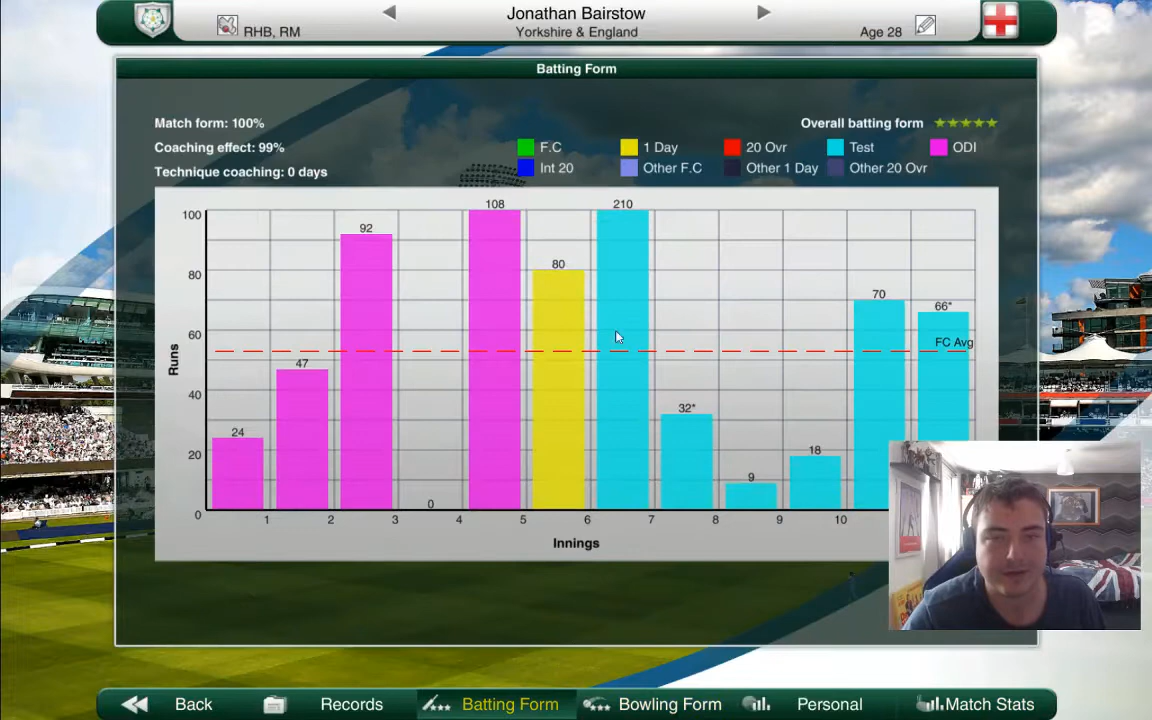 Jonathan Bairstow
RHB, RM
Yorkshire & England
Age 28
Batting Form
Match form: 100%
Overall batting form
Coaching effect: 99%
F.C
1 Day
20 Ovr
Test
ODI
Technique coaching: 0 days
Int 20
Other F.C
Other 1 Day
Other 20 Ovr
100
80
60
40
20
0
Runs
24
47
92
0
108
80
210
32*
9
18
70
66*
FC Avg
1
2
3
4
5
6
7
8
9
10
Innings
Back
Records
Batting Form
Bowling Form
Personal
Match Stats